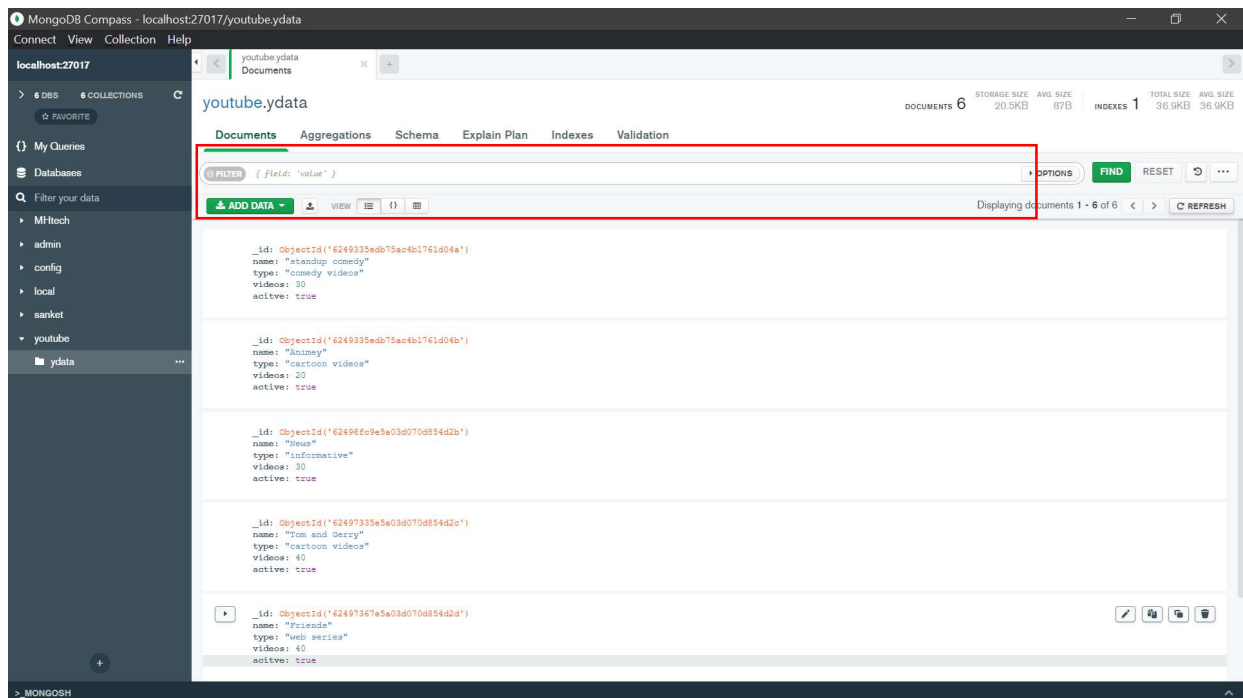 MongoDB Compass - localhost:27017/youtube.ydata
Connect View Collection Help
localhost:27017
6 DBS 6 COLLECTIONS
FAVORITE
{} My Queries
Databases
Filter your data
MHtech
admin
config
local
sanket
youtube
ydata
youtube.ydata
Documents
youtube.ydata
DOCUMENTS 6
STORAGE SIZE AVG. SIZE
20.5KB 87B
INDEXES 1
TOTAL SIZE AVG. SIZE
36.9KB 36.9KB
Documents Aggregations Schema Explain Plan Indexes Validation
FILTER { field: 'value' } OPTIONS FIND RESET
ADD DATA VIEW {} Displaying documents 1 - 6 of 6 REFRESH
_id: ObjectId('6249335edb75ac4b1761d04a')
name: "standup comedy"
type: "comedy videos"
videos: 30
acitve: true
_id: ObjectId('6249335edb75ac4b1761d04b')
name: "Animey"
type: "cartoon videos"
videos: 20
active: true
_id: ObjectId('62496fc9e5a03d070d854d2b')
name: "News"
type: "informative"
videos: 30
active: true
_id: ObjectId('62497335e5a03d070d854d2c')
name: "Tom and Gerry"
type: "cartoon videos"
videos: 40
active: true
_id: ObjectId('62497367e5a03d070d854d2d')
name: "Friends"
type: "web series"
videos: 40
acitve: true
>_MONGOSH